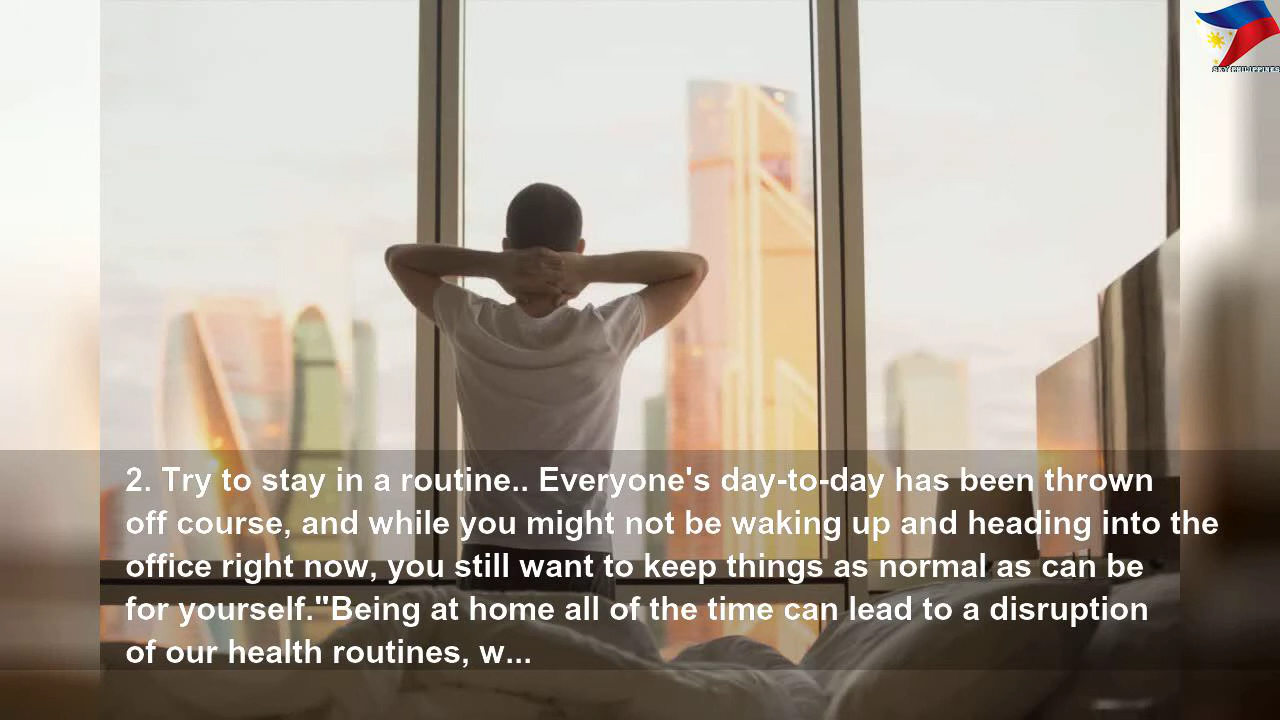 SKYPHILIPPINES
2. Try to stay in a routine.. Everyone's day-to-day has been thrown
off course, and while you might not be waking up and heading into the
office right now, you still want to keep things as normal as can be
for yourself."Being at home all of the time can lead to a disruption
of our health routines, w...